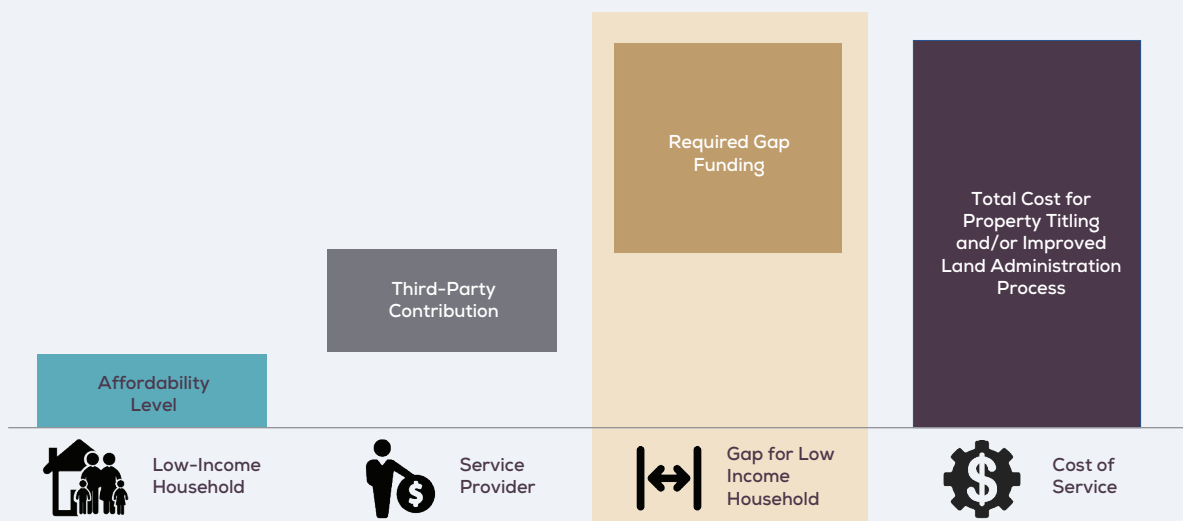 Required Gap
Funding
Total Cost for
Property Titling
and/or Improved
Land Administration
Process
Third-Party
Contribution
Affordability
Level
Low-Income
Household
Service
Provider
Gap for Low
Income
Household
Cost of
Service